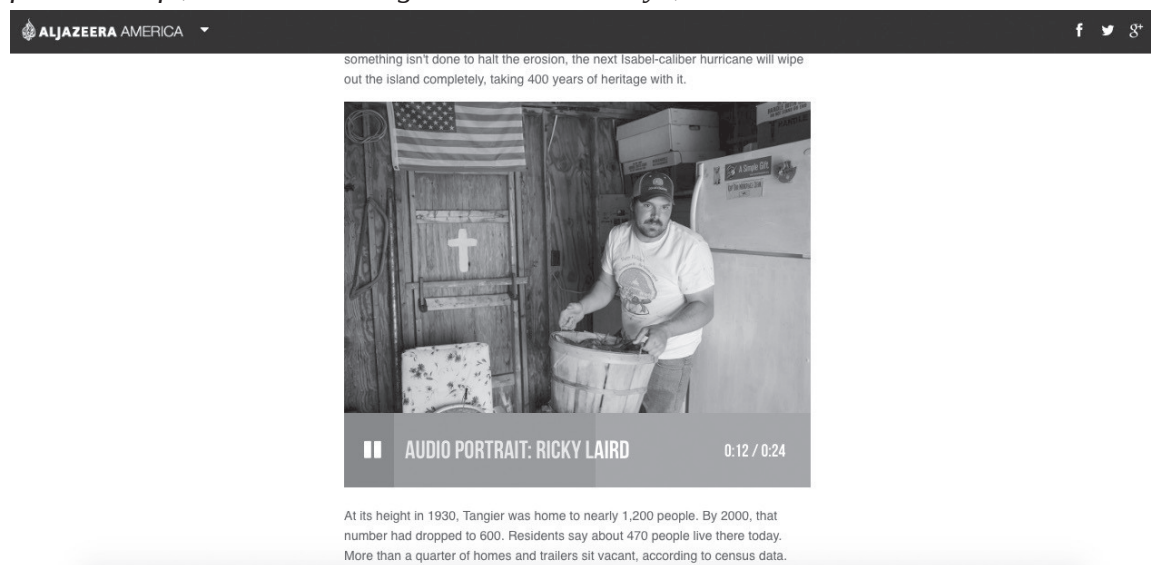 ALJAZEERA AMERICA
f g+
something isn't done to halt the erosion, the next Isabel-caliber hurricane will wipe
out the island completely, taking 400 years of heritage with it.
A Simple Gift
AUDIO PORTRAIT: RICKY LAIRD 0:12 / 0:24
At its height in 1930, Tangier was home to nearly 1,200 people. By 2000, that
number had dropped to 600. Residents say about 470 people live there today.
More than a quarter of homes and trailers sit vacant, according to census data.